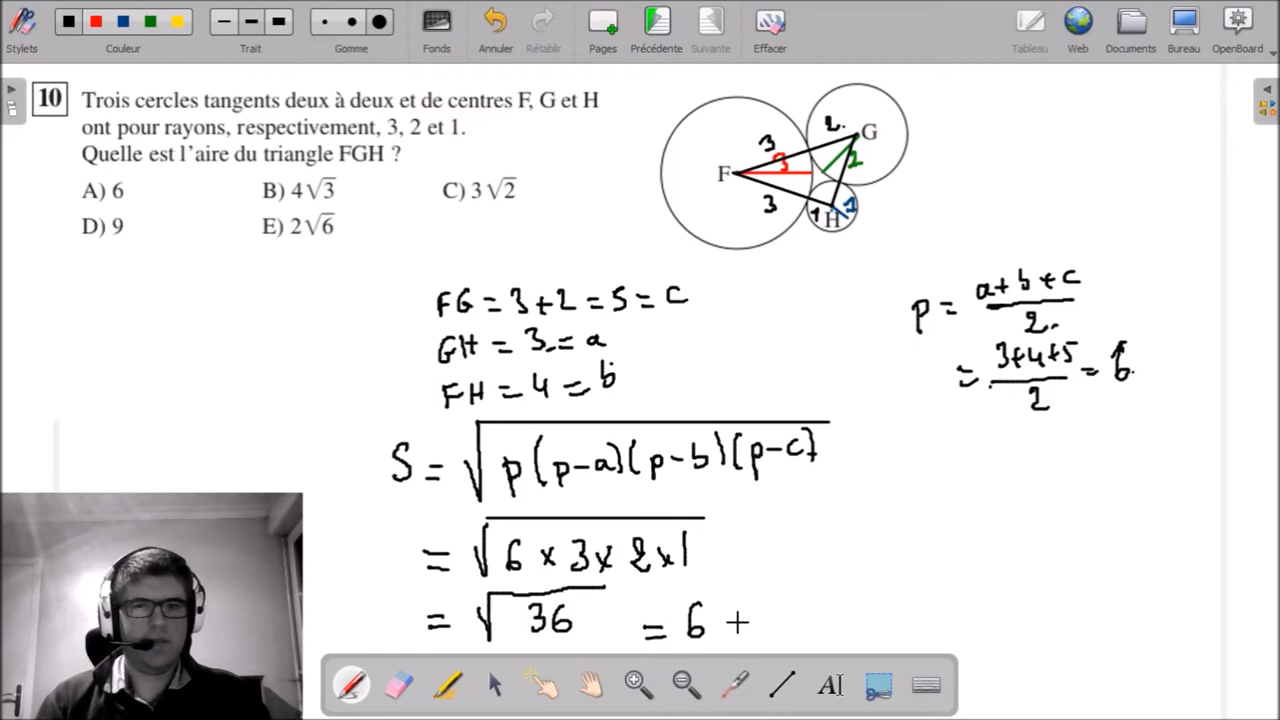 Stylets Couleur Trait Gomme Fonds Annuler Rétablir Pages Précédente Suivante Effacer Tableau Web Documents Bureau OpenBoard
10 Trois cercles tangents deux à deux et de centres F, G et H
ont pour rayons, respectivement, 3, 2 et 1.
Quelle est l'aire du triangle FGH ?
A) 6 B) 4√3 C) 3√2
D) 9 E) 2√6
3 2 G
F 3 2
3 1 H 1
FG = 3+2 = 5 = c
GH = 3 = a
FH = 4 = b
p = (a+b+c)/2
= (3+4+5)/2 = 6
S = √p(p-a)(p-b)(p-c)
= √6 x 3 x 2 x 1
= √36 = 6